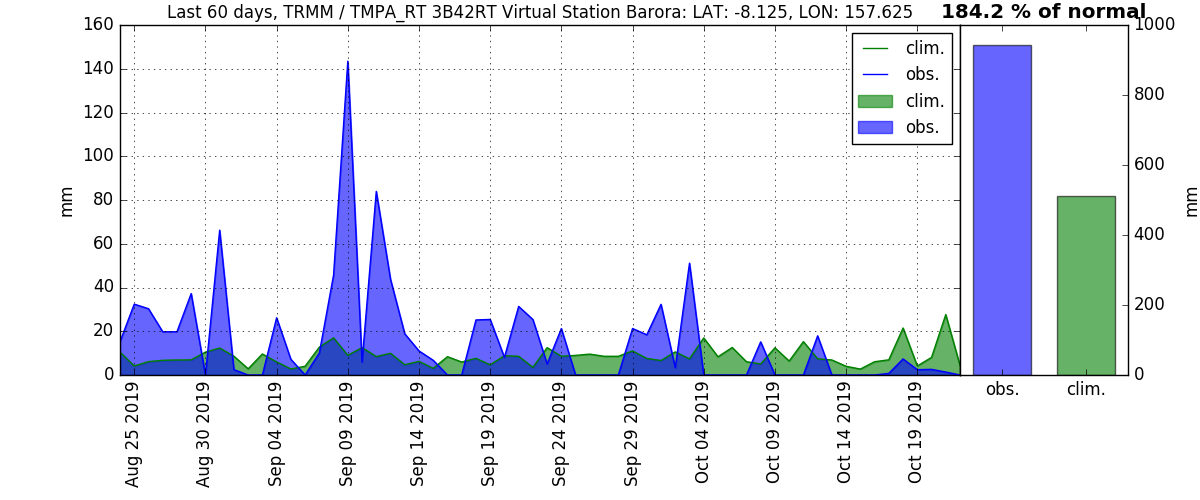 Last 60 days, TRMM / TMPA_RT 3B42RT Virtual Station Barora: LAT: -8.125, LON: 157.625
184.2 % of normal
160
140
120
100
80
60
40
20
0
mm
clim.
obs.
clim.
obs.
1000
800
600
400
200
0
mm
obs.
clim.
Aug 25 2019
Aug 30 2019
Sep 04 2019
Sep 09 2019
Sep 14 2019
Sep 19 2019
Sep 24 2019
Sep 29 2019
Oct 04 2019
Oct 09 2019
Oct 14 2019
Oct 19 2019